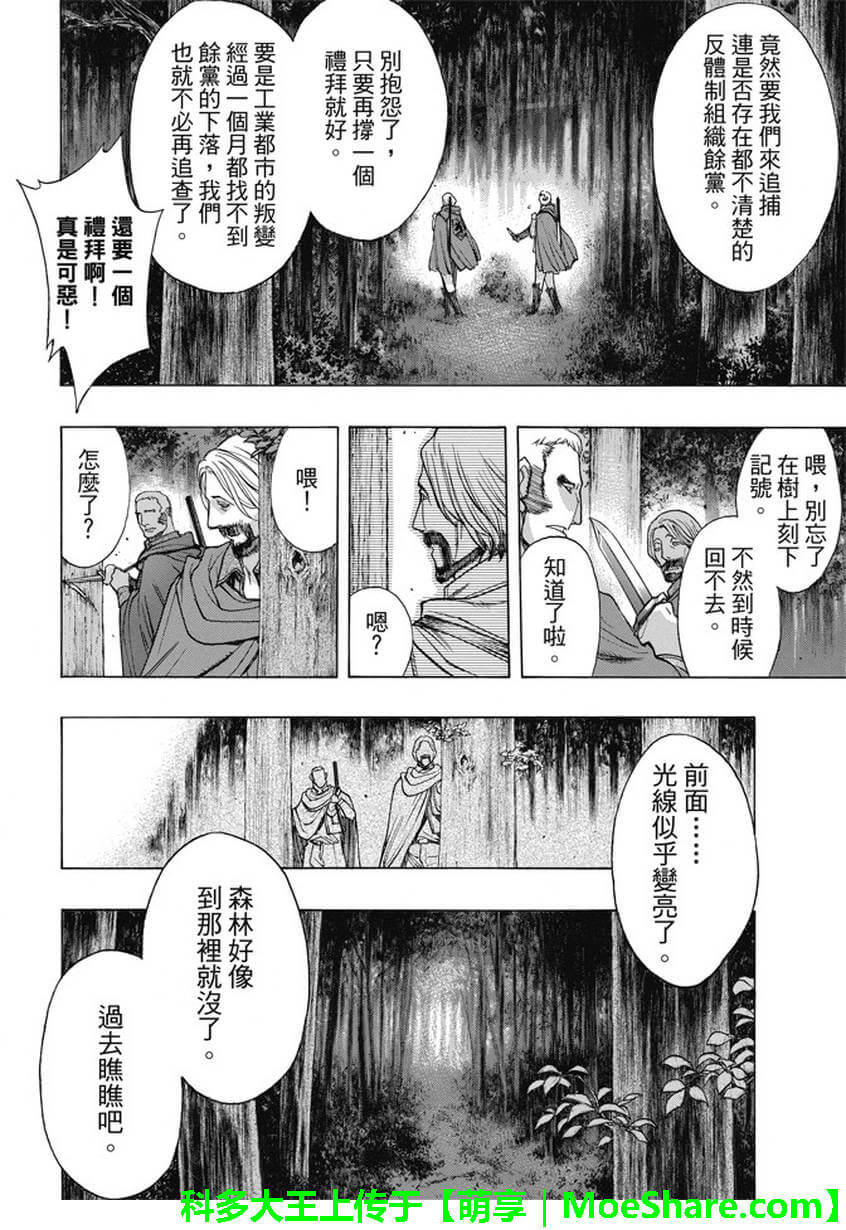 竟然要我們來追捕
連是否存在都不清楚的
反體制組織餘黨。
別抱怨了，
只要再撐一個
禮拜就好。
要是工業都市的叛變
經過一個月都找不到
餘黨的下落，我們
也就不必再追查了。
還要一個
禮拜啊！
真是可惡！
喂，別忘了
在樹上刻下
記號。
不然到時候
回不去。
知道了啦。
嗯？
喂！
怎麼了？
前面……
光線似乎變亮了。
森林好像
到那裡就沒了。
過去瞧瞧吧。
科多大王上传于【萌享｜MoeShare.com】